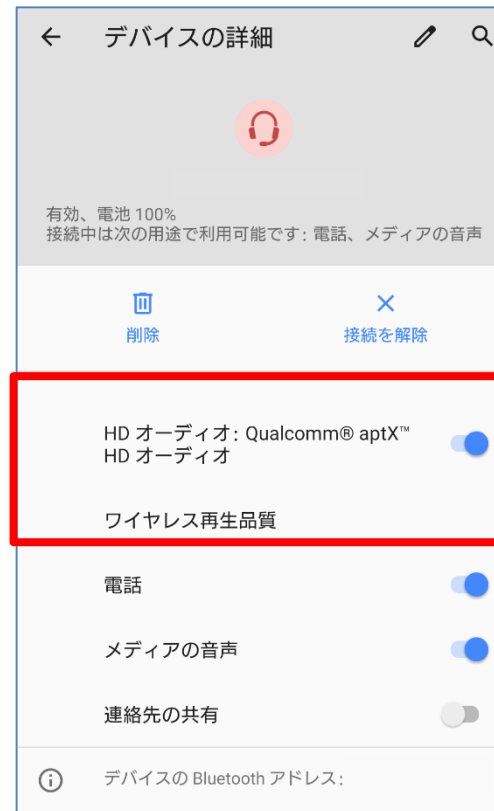 デバイスの詳細
有効、電池 100%
接続中は次の用途で利用可能です: 電話、メディアの音声
削除
接続を解除
HD オーディオ: Qualcomm® aptX™
HD オーディオ
ワイヤレス再生品質
電話
メディアの音声
連絡先の共有
デバイスの Bluetooth アドレス: